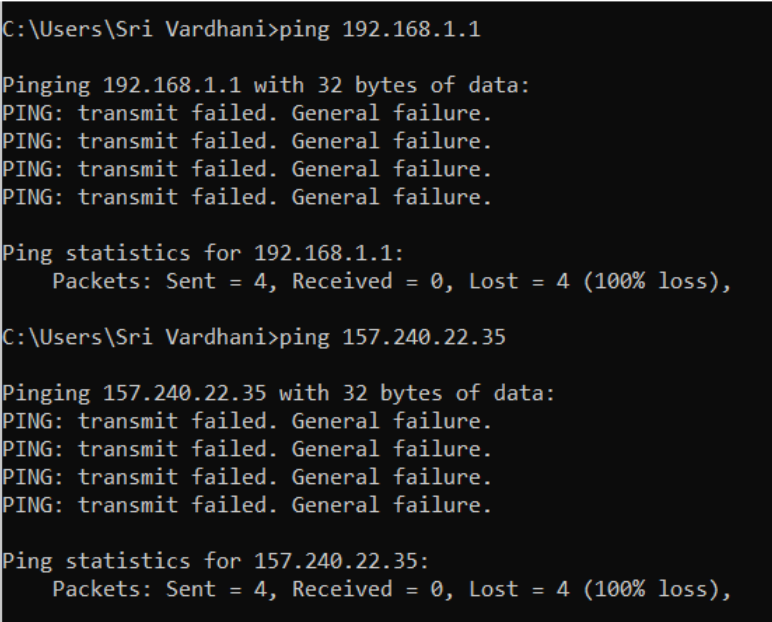 C:\Users\Sri Vardhani>ping 192.168.1.1
Pinging 192.168.1.1 with 32 bytes of data:
PING: transmit failed. General failure.
PING: transmit failed. General failure.
PING: transmit failed. General failure.
PING: transmit failed. General failure.
Ping statistics for 192.168.1.1:
    Packets: Sent = 4, Received = 0, Lost = 4 (100% loss),
C:\Users\Sri Vardhani>ping 157.240.22.35
Pinging 157.240.22.35 with 32 bytes of data:
PING: transmit failed. General failure.
PING: transmit failed. General failure.
PING: transmit failed. General failure.
PING: transmit failed. General failure.
Ping statistics for 157.240.22.35:
    Packets: Sent = 4, Received = 0, Lost = 4 (100% loss),